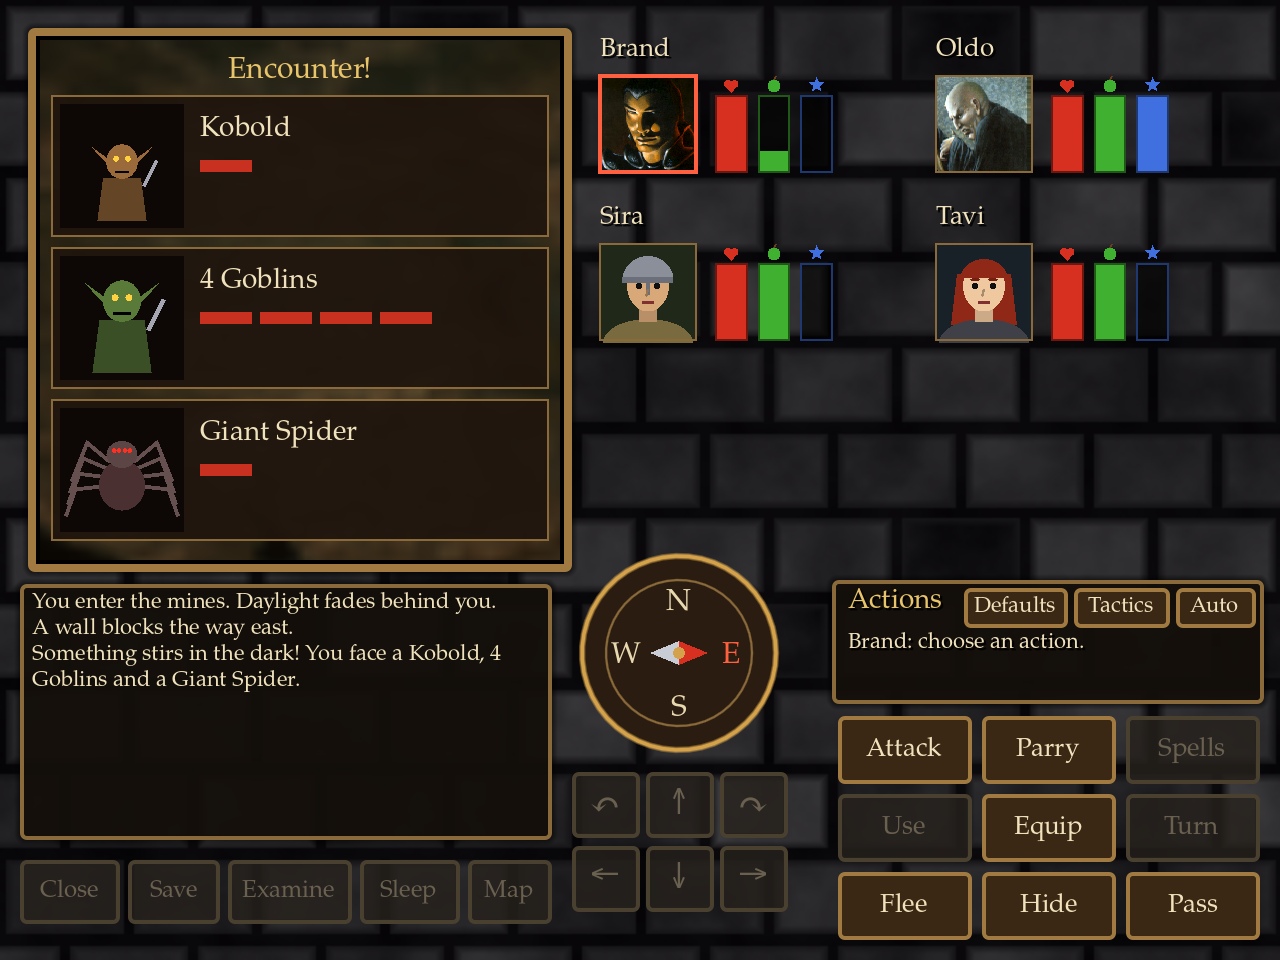 Encounter!
Kobold
4 Goblins
Giant Spider
Brand
Oldo
Sira
Tavi
You enter the mines. Daylight fades behind you.
A wall blocks the way east.
Something stirs in the dark! You face a Kobold, 4
Goblins and a Giant Spider.
N
W E
S
Actions Defaults Tactics Auto
Brand: choose an action.
Attack Parry Spells
Use Equip Turn
Flee Hide Pass
Close Save Examine Sleep Map